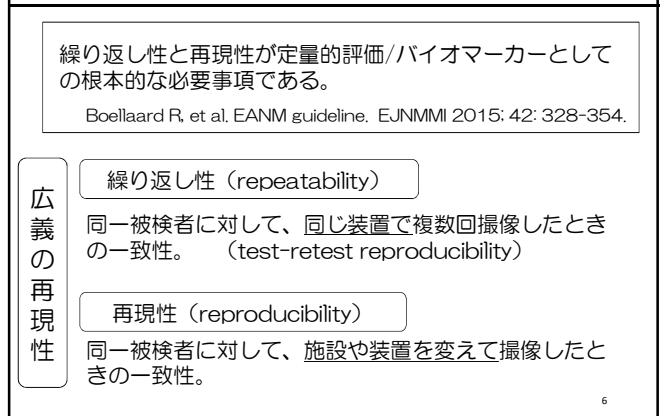 繰り返し性と再現性が定量的評価/バイオマーカーとして
の根本的な必要事項である。
Boellaard R, et al. EANM guideline. EJNMMI 2015; 42: 328-354.
広義の再現性
繰り返し性（repeatability）
同一被検者に対して、同じ装置で複数回撮像したとき
の一致性。　（test-retest reproducibility）
再現性（reproducibility）
同一被検者に対して、施設や装置を変えて撮像したと
きの一致性。
6